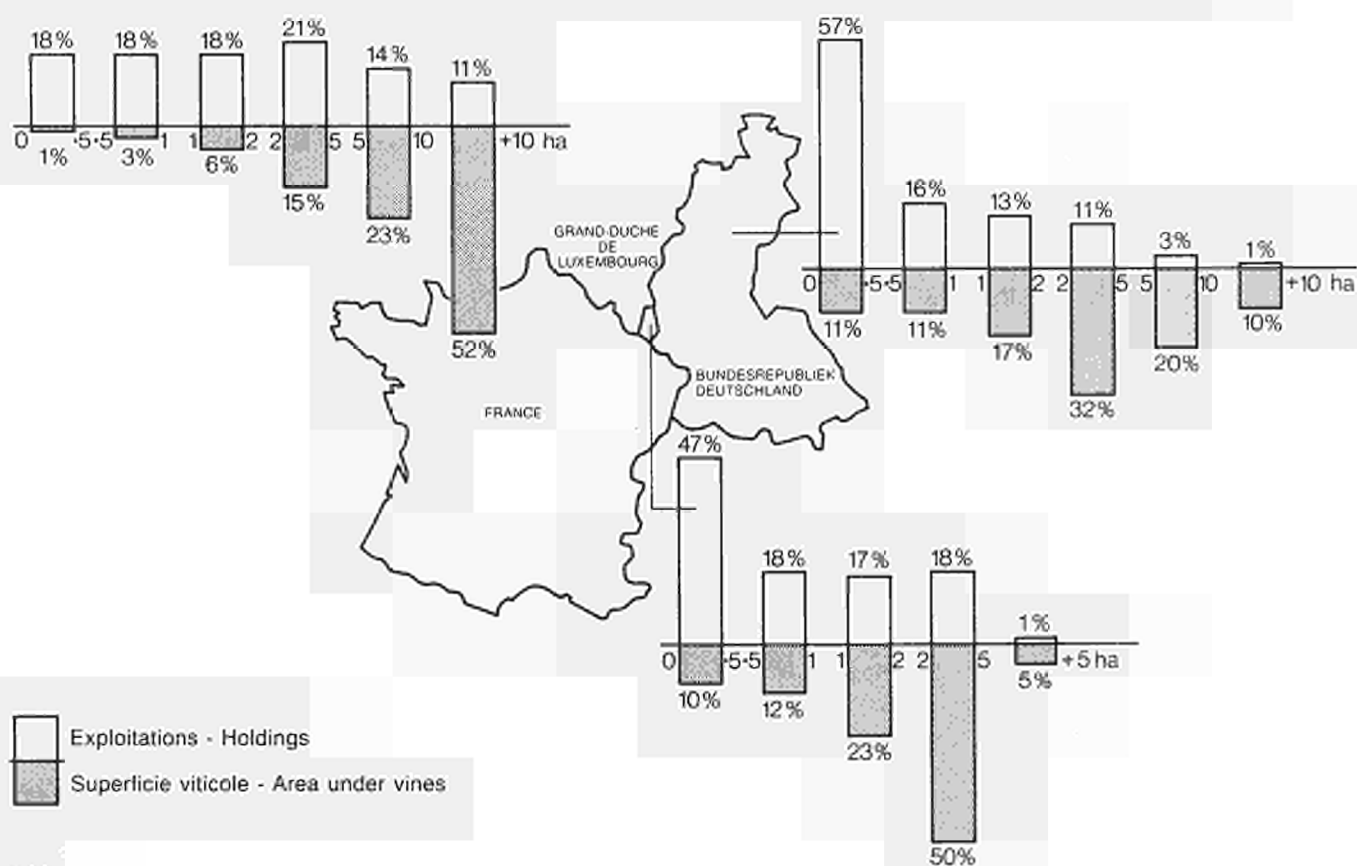 18% 18% 18% 21% 14% 11%
0 ·5 ·5 1 1 2 2 5 5 10 +10 ha
1% 3% 6% 15% 23% 52%
57% 16% 13% 11% 3% 1%
0 ·5 ·5 1 1 2 2 5 5 10 +10 ha
11% 11% 17% 32% 20% 10%
GRAND-DUCHE
DE
LUXEMBOURG
BUNDESREPUBLIEK
DEUTSCHLAND
FRANCE
47% 18% 17% 18% 1%
0 ·5 ·5 1 1 2 2 5 +5 ha
10% 12% 23% 50% 5%
Exploitations - Holdings
Superficie viticole - Area under vines